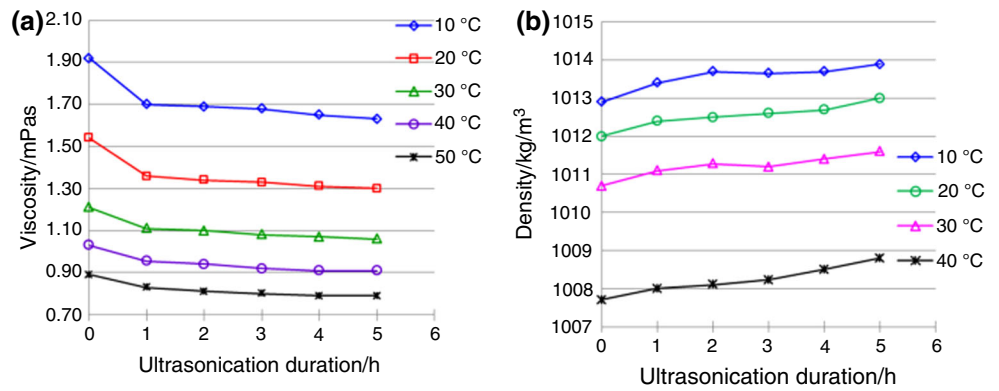 (a)
2.10
1.90
1.70
1.50
1.30
1.10
0.90
0.70
Viscosity/mPas
0 1 2 3 4 5 6
Ultrasonication duration/h
10 °C
20 °C
30 °C
40 °C
50 °C
(b)
1015
1014
1013
1012
1011
1010
1009
1008
1007
Density/kg/m³
0 1 2 3 4 5 6
Ultrasonication duration/h
10 °C
20 °C
30 °C
40 °C